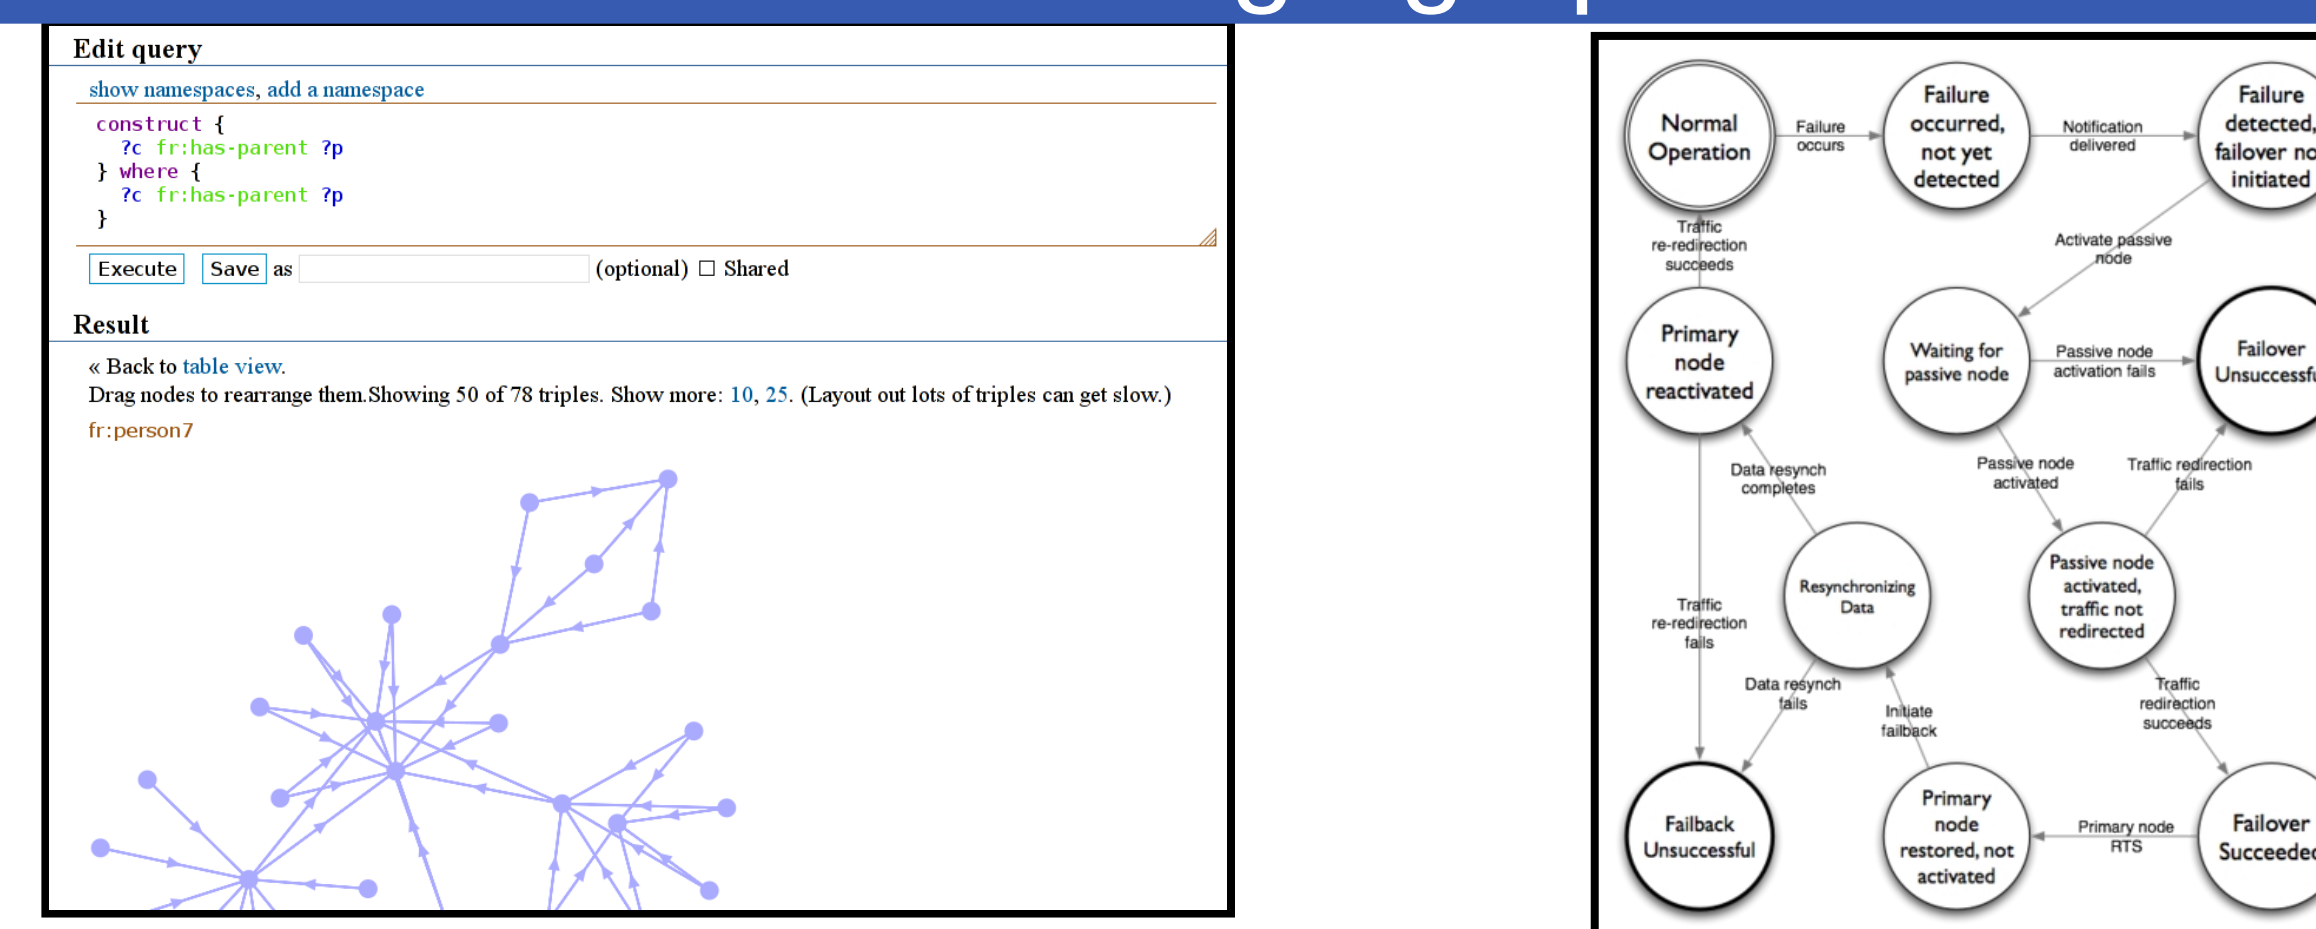 Edit query
show namespaces, add a namespace
construct {
?c fr:has-parent ?p
} where {
?c fr:has-parent ?p
}
Execute Save as (optional) Shared
Result
« Back to table view.
Drag nodes to rearrange them.Showing 50 of 78 triples. Show more: 10, 25. (Layout out lots of triples can get slow.)
fr:person7
Normal
Operation
Failure
occurs
Failure
occurred,
not yet
detected
Notification
delivered
Failure
detected,
failover
initiated
Traffic
re-redirection
succeeds
Activate passive
node
Primary
node
reactivated
Waiting for
passive node
Passive node
activation fails
Failover
Data resynch
completes
Passive node
activated
Traffic redirection
fails
Traffic
re-redirection
fails
Resynchronizing
Data
Passive node
activated,
traffic not
redirected
Data resynch
fails
Initiate
failback
Traffic
redirection
succeeds
Failback
Unsuccessful
Primary
node
restored, not
activated
Primary node
RTS
Failover